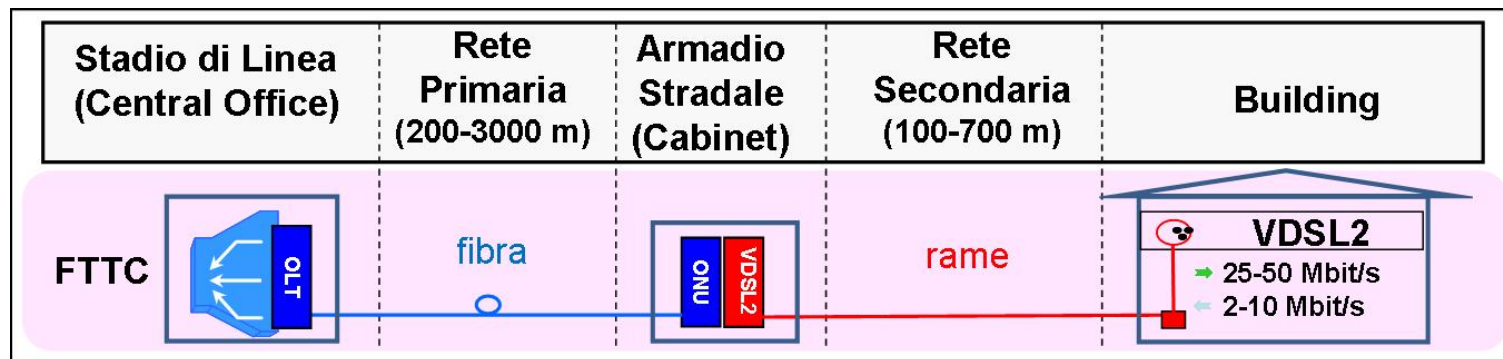 Stadio di Linea
(Central Office)
Rete
Primaria
(200-3000 m)
Armadio
Stradale
(Cabinet)
Rete
Secondaria
(100-700 m)
Building
FTTC
OLT
fibra
ONU
VDSL2
rame
VDSL2
25-50 Mbit/s
2-10 Mbit/s